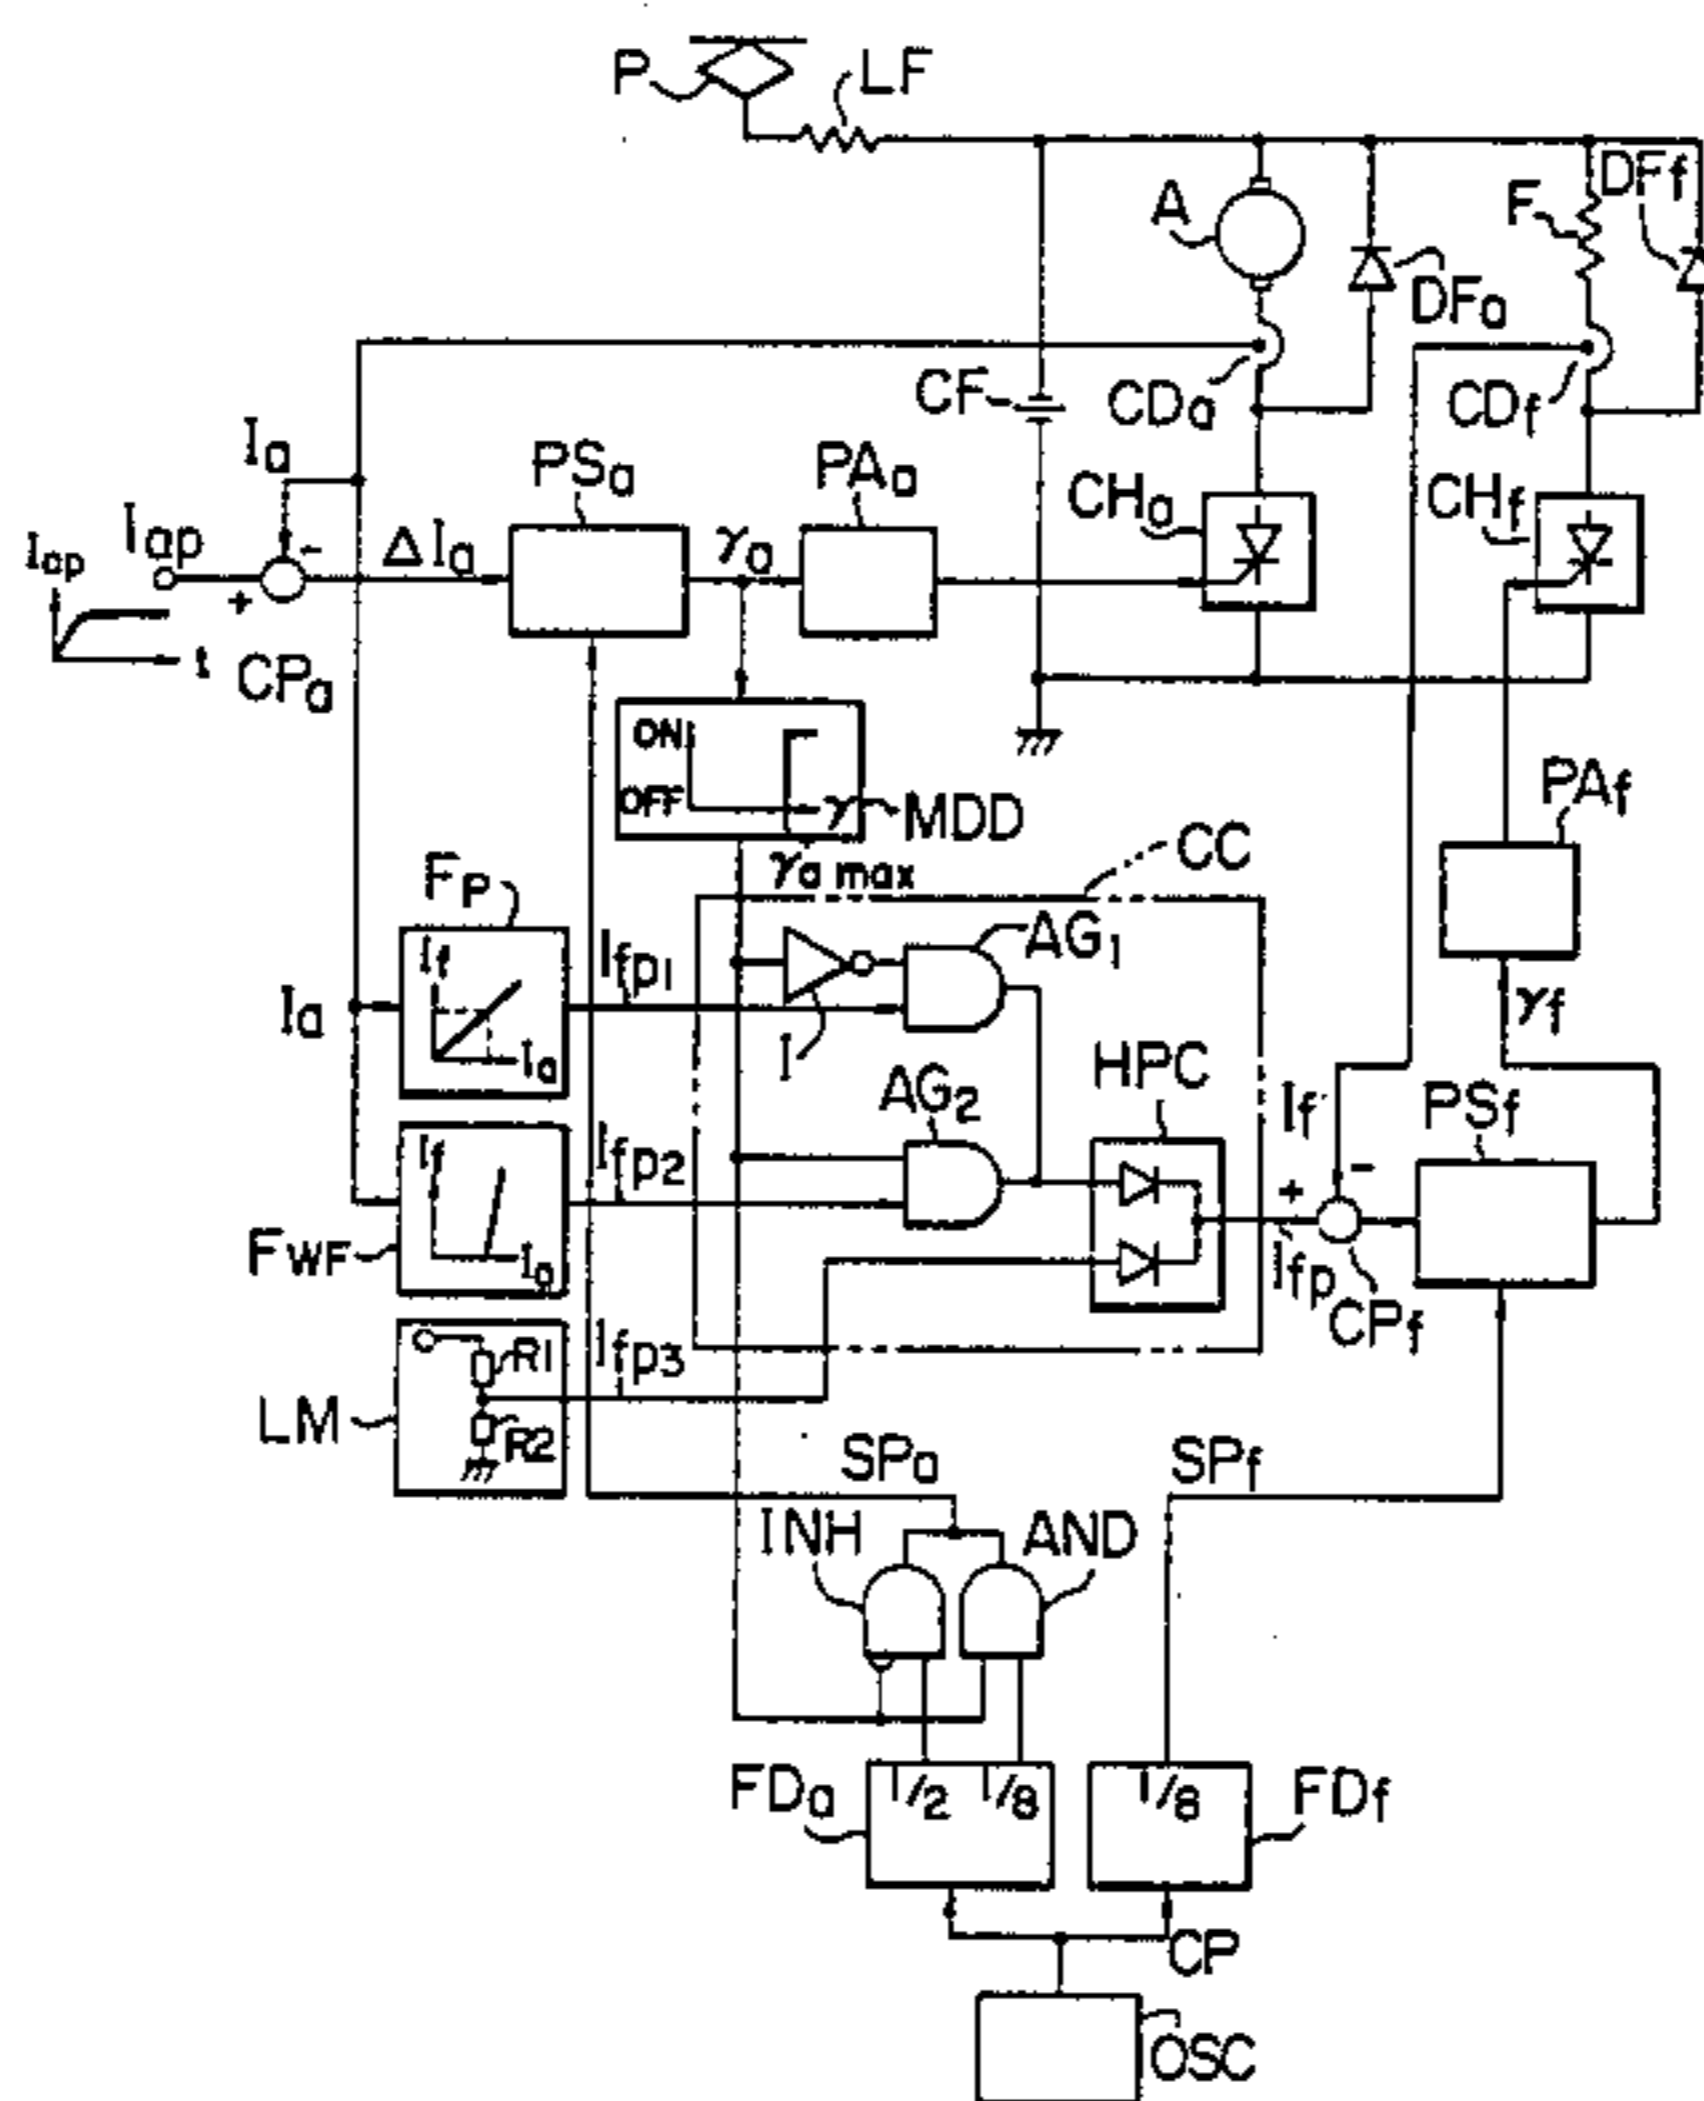 P
LF
A
DFa
F
DFf
CF
CDa
CDf
Ia
Iap
Iap
t
+
-
CPa
ΔIa
PSa
γa
PAa
CHa
CHf
ON
OFF
γ
MDD
γa max
CC
PAf
γf
FP
If
Ia
Ia
Ifp1
I
AG1
AG2
HPC
If
PSf
FWF
If
Ia
Ifp2
+
-
Ifp
CPf
LM
R1
R2
Ifp3
SPa
SPf
INH
AND
FDa
1/2
1/8
1/8
FDf
CP
OSC